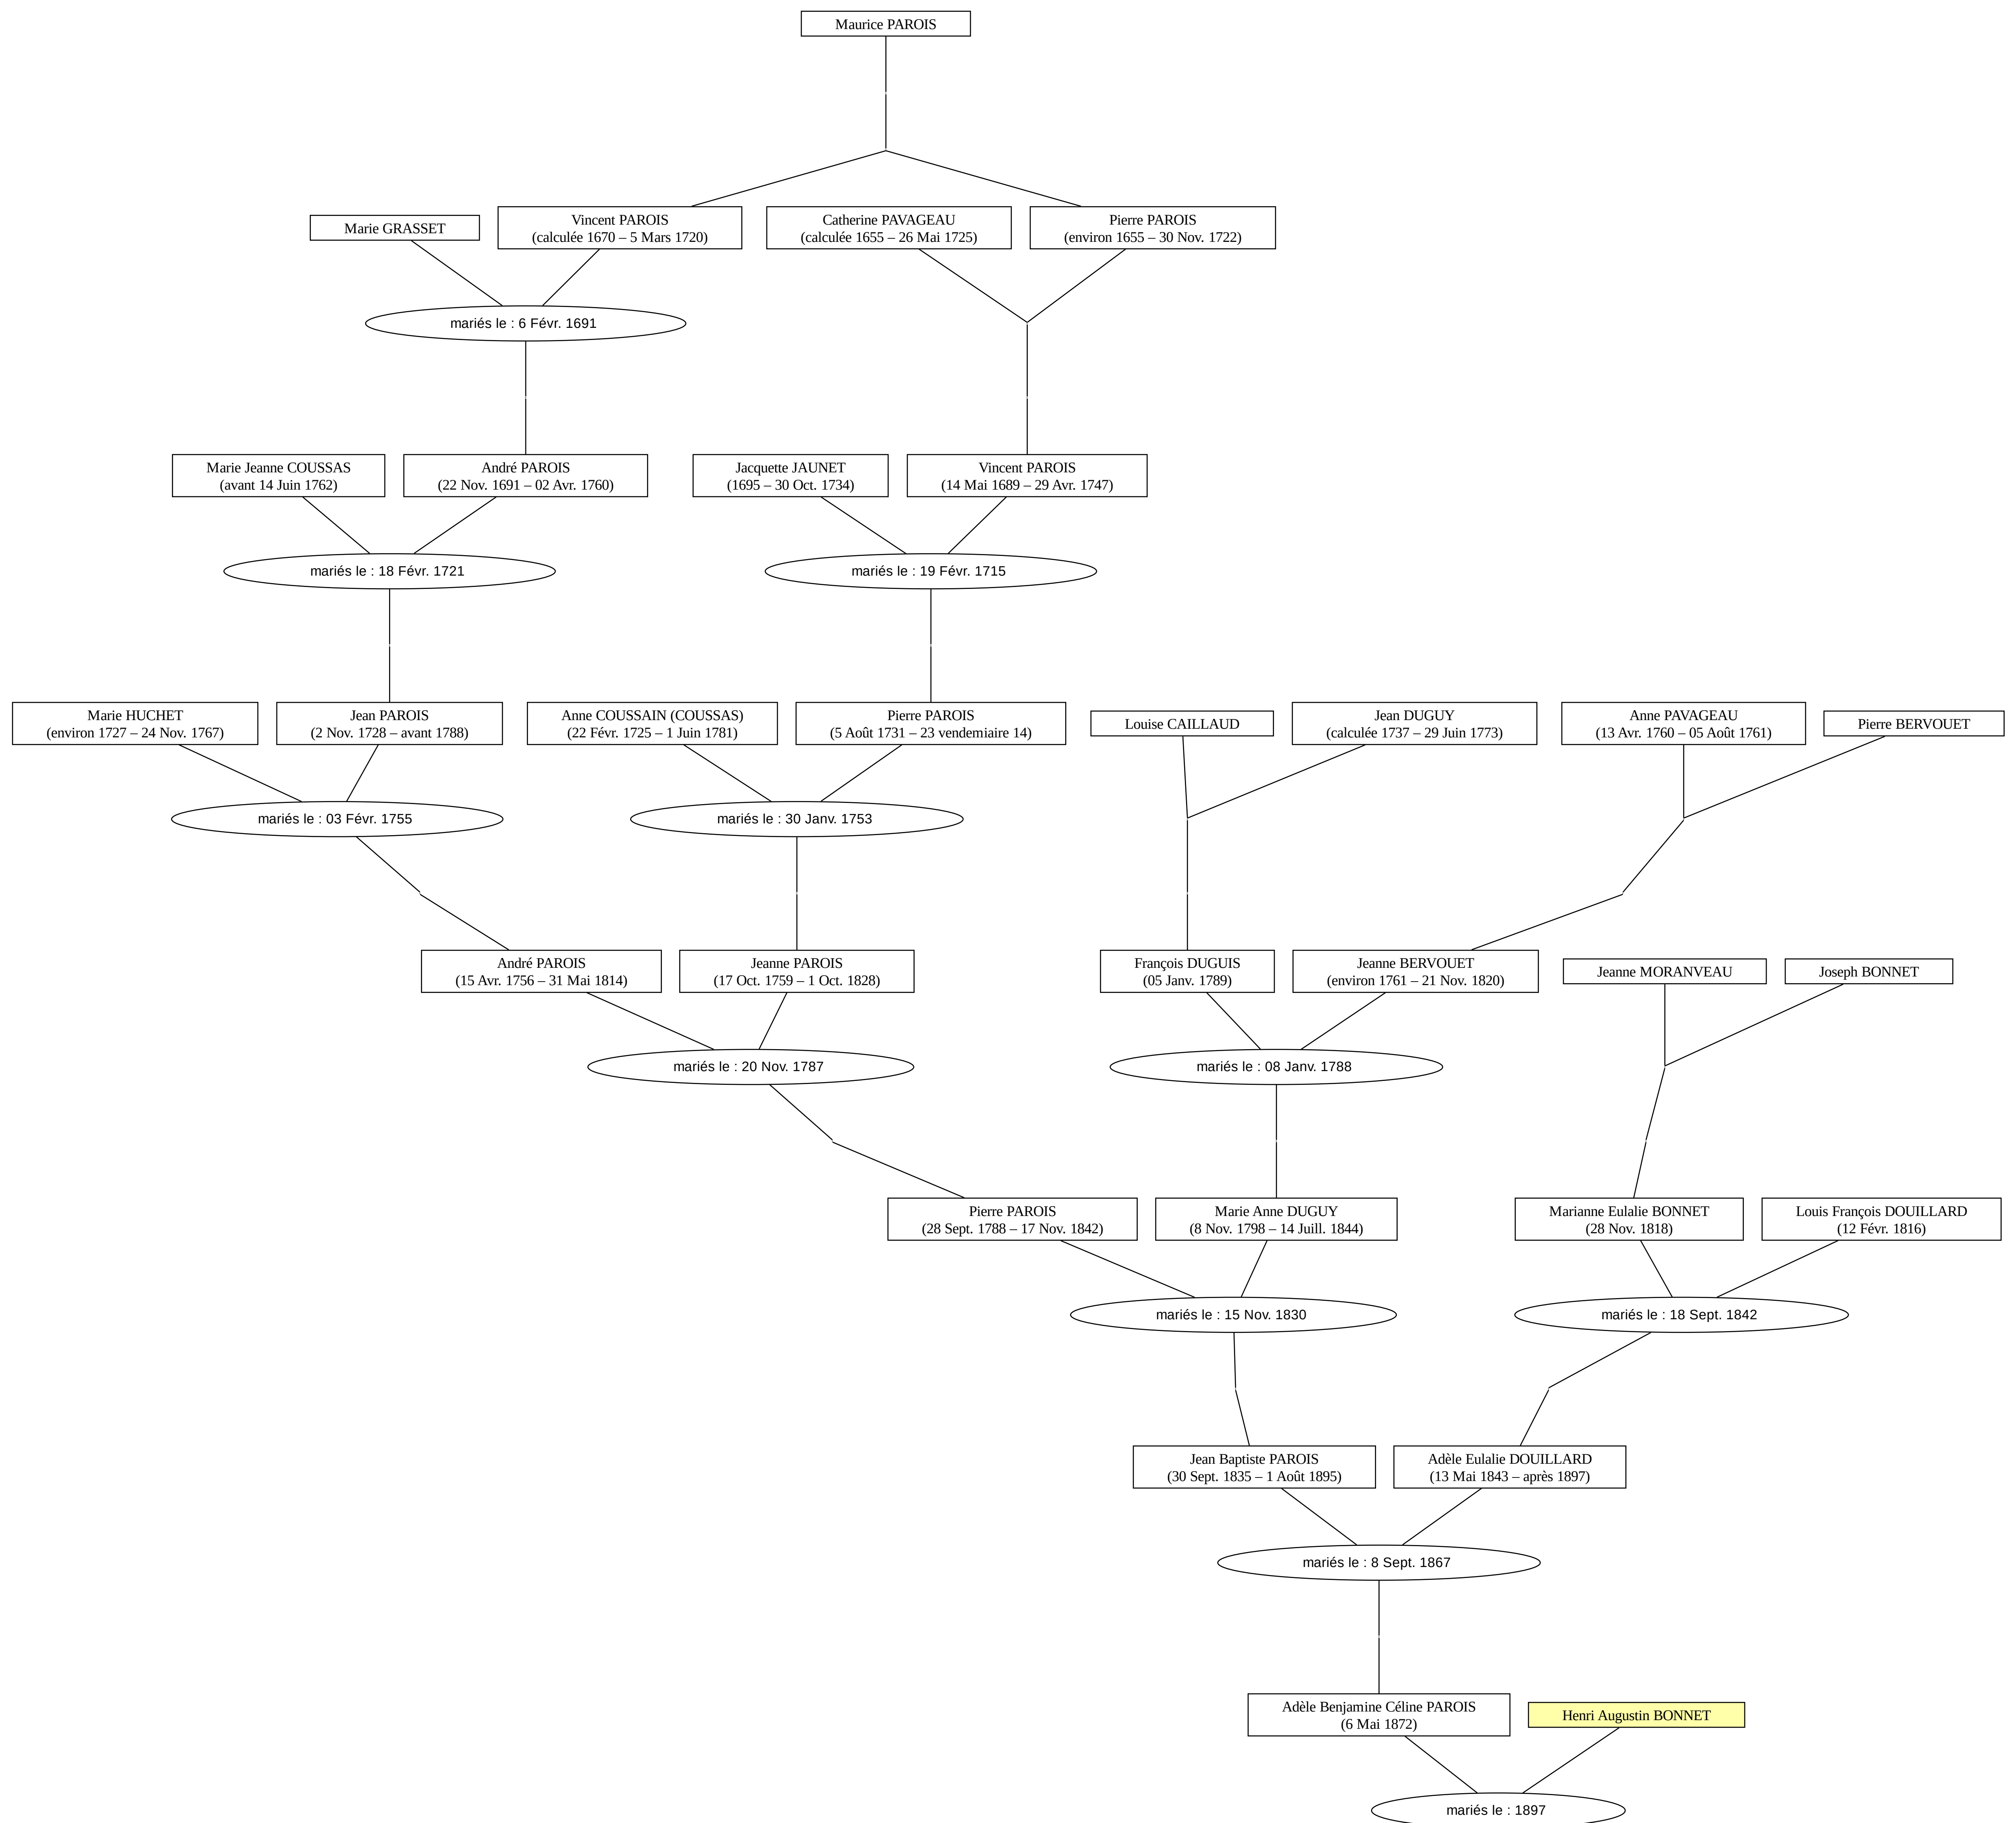 Maurice PAROIS
Marie GRASSET
Vincent PAROIS
(calculée 1670 – 5 Mars 1720)
Catherine PAVAGEAU
(calculée 1655 – 26 Mai 1725)
Pierre PAROIS
(environ 1655 – 30 Nov. 1722)
mariés le : 6 Févr. 1691
Marie Jeanne COUSSAS
(avant 14 Juin 1762)
André PAROIS
(22 Nov. 1691 – 02 Avr. 1760)
Jacquette JAUNET
(1695 – 30 Oct. 1734)
Vincent PAROIS
(14 Mai 1689 – 29 Avr. 1747)
mariés le : 18 Févr. 1721
mariés le : 19 Févr. 1715
Marie HUCHET
(environ 1727 – 24 Nov. 1767)
Jean PAROIS
(2 Nov. 1728 – avant 1788)
Anne COUSSAIN (COUSSAS)
(22 Févr. 1725 – 1 Juin 1781)
Pierre PAROIS
(5 Août 1731 – 23 vendemiaire 14)
Louise CAILLAUD
Jean DUGUY
(calculée 1737 – 29 Juin 1773)
Anne PAVAGEAU
(13 Avr. 1760 – 05 Août 1761)
Pierre BERVOUET
mariés le : 03 Févr. 1755
mariés le : 30 Janv. 1753
André PAROIS
(15 Avr. 1756 – 31 Mai 1814)
Jeanne PAROIS
(17 Oct. 1759 – 1 Oct. 1828)
François DUGUIS
(05 Janv. 1789)
Jeanne BERVOUET
(environ 1761 – 21 Nov. 1820)
Jeanne MORANVEAU
Joseph BONNET
mariés le : 20 Nov. 1787
mariés le : 08 Janv. 1788
Pierre PAROIS
(28 Sept. 1788 – 17 Nov. 1842)
Marie Anne DUGUY
(8 Nov. 1798 – 14 Juill. 1844)
Marianne Eulalie BONNET
(28 Nov. 1818)
Louis François DOUILLARD
(12 Févr. 1816)
mariés le : 15 Nov. 1830
mariés le : 18 Sept. 1842
Jean Baptiste PAROIS
(30 Sept. 1835 – 1 Août 1895)
Adèle Eulalie DOUILLARD
(13 Mai 1843 – après 1897)
mariés le : 8 Sept. 1867
Adèle Benjamine Céline PAROIS
(6 Mai 1872)
Henri Augustin BONNET
mariés le : 1897